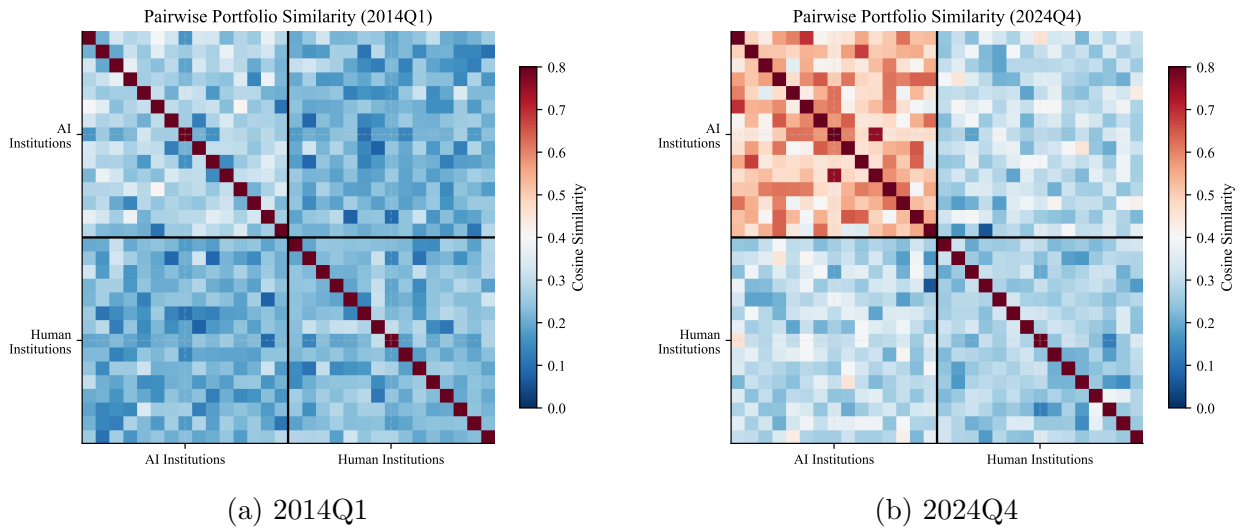 Pairwise Portfolio Similarity (2014Q1)
AI
Institutions
Human
Institutions
AI Institutions
Human Institutions
0.8
0.7
0.6
0.5
0.4
0.3
0.2
0.1
0.0
Cosine Similarity
(a) 2014Q1
Pairwise Portfolio Similarity (2024Q4)
AI
Institutions
Human
Institutions
AI Institutions
Human Institutions
0.8
0.7
0.6
0.5
0.4
0.3
0.2
0.1
0.0
Cosine Similarity
(b) 2024Q4